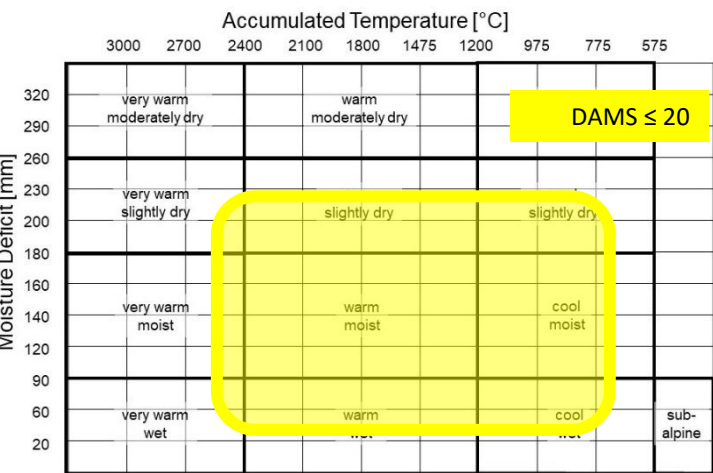 Accumulated Temperature [°C]
3000 2700 2400 2100 1800 1475 1200 975 775 575
320
very warm warm
moderately dry moderately dry
DAMS ≤ 20
290
260
Moisture Deficit [mm]
230
very warm
slightly dry slightly dry slightly dry
200
180
160
140
very warm warm cool
moist moist moist
120
90
60
very warm warm cool sub-
wet wet wet alpine
20